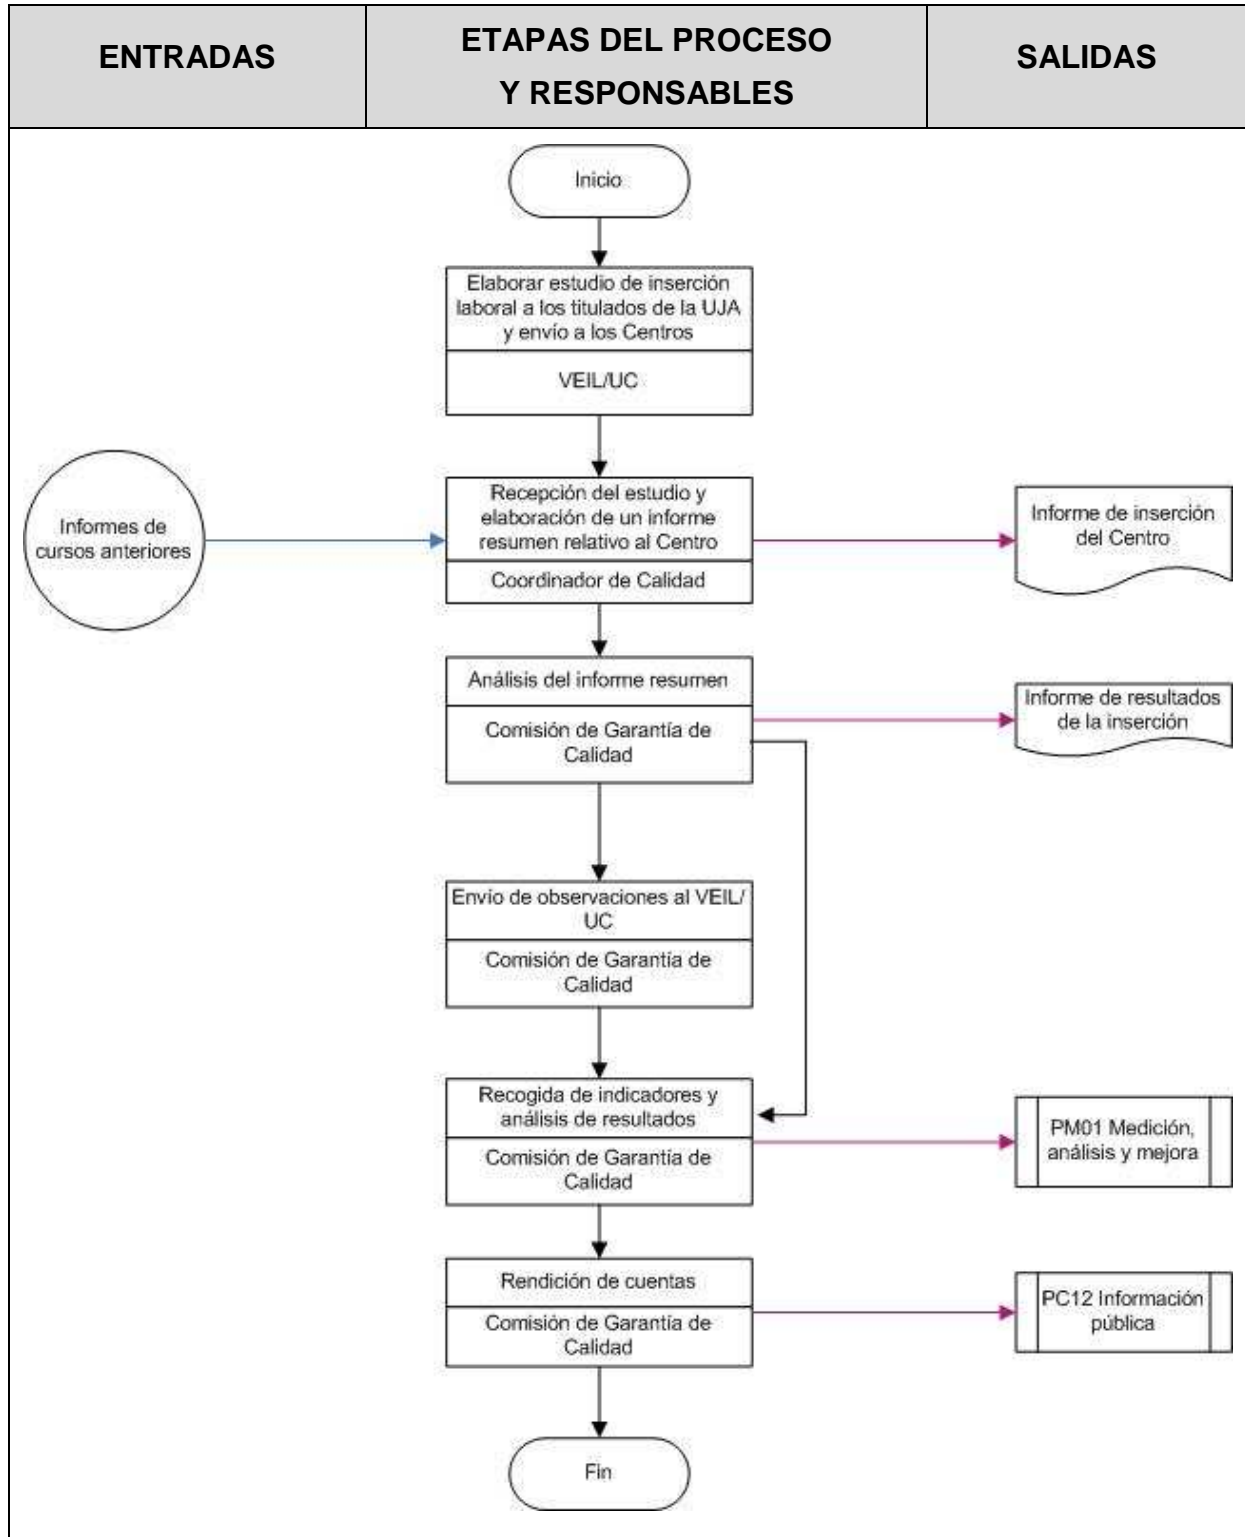 ENTRADAS
ETAPAS DEL PROCESO
Y RESPONSABLES
SALIDAS
Inicio
Elaborar estudio de inserción
laboral a los titulados de la UJA
y envío a los Centros
VEIL/UC
Informes de
cursos anteriores
Recepción del estudio y
elaboración de un informe
resumen relativo al Centro
Coordinador de Calidad
Informe de inserción
del Centro
Análisis del informe resumen
Comisión de Garantía de
Calidad
Informe de resultados
de la inserción
Envío de observaciones al VEIL/
UC
Comisión de Garantía de
Calidad
Recogida de indicadores y
análisis de resultados
Comisión de Garantía de
Calidad
PM01 Medición,
análisis y mejora
Rendición de cuentas
Comisión de Garantía de
Calidad
PC12 Información
pública
Fin